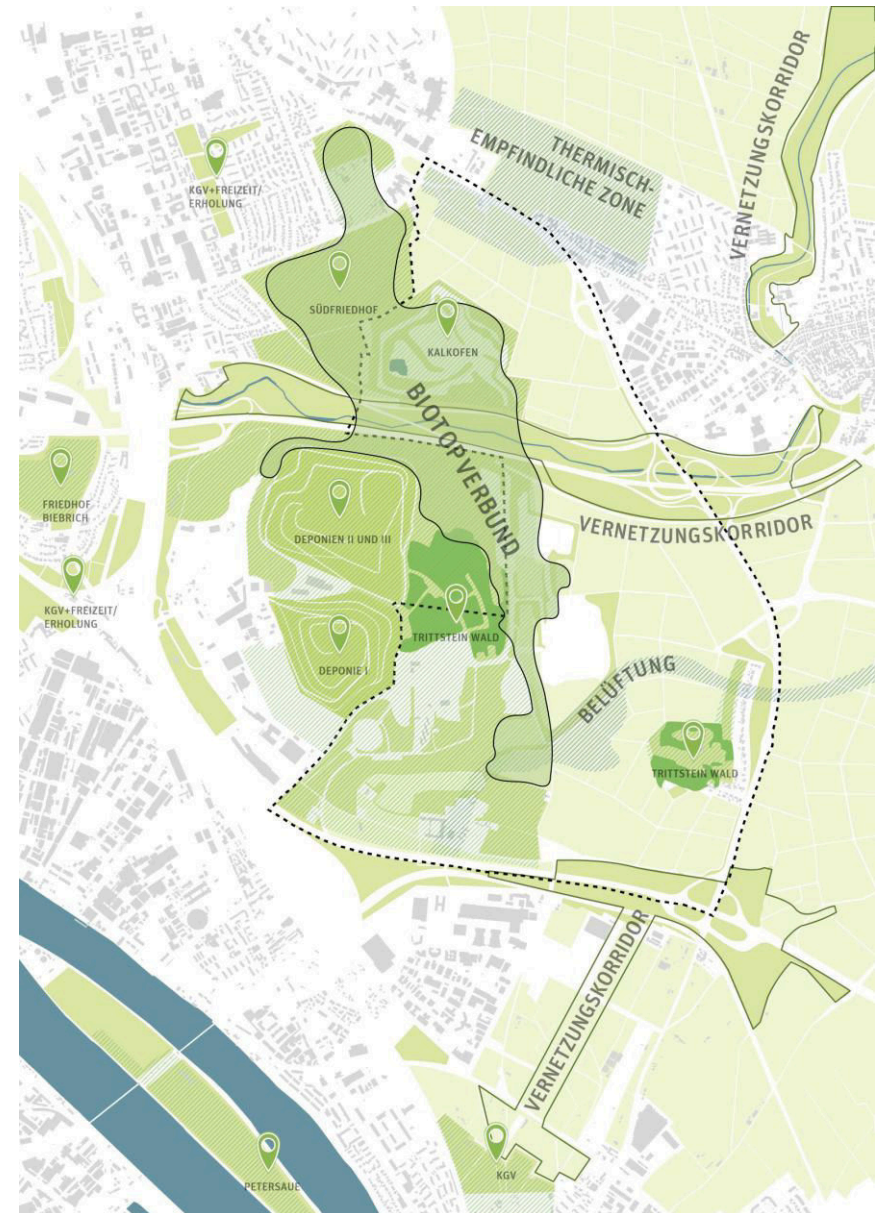 VERNETZUNGSKORRIDOR
THERMISCH-
EMPFINDLICHE ZONE
KGV+FREIZEIT/
ERHOLUNG
SÜDFRIEDHOF
KALKOFEN
BIOTOPVERBUND
FRIEDHOF
BIEBRICH
DEPONIEN II UND III
VERNETZUNGSKORRIDOR
KGV+FREIZEIT/
ERHOLUNG
TRITTSTEIN WALD
DEPONIE I
BELÜFTUNG
TRITTSTEIN WALD
VERNETZUNGSKORRIDOR
KGV
PETERSAUE